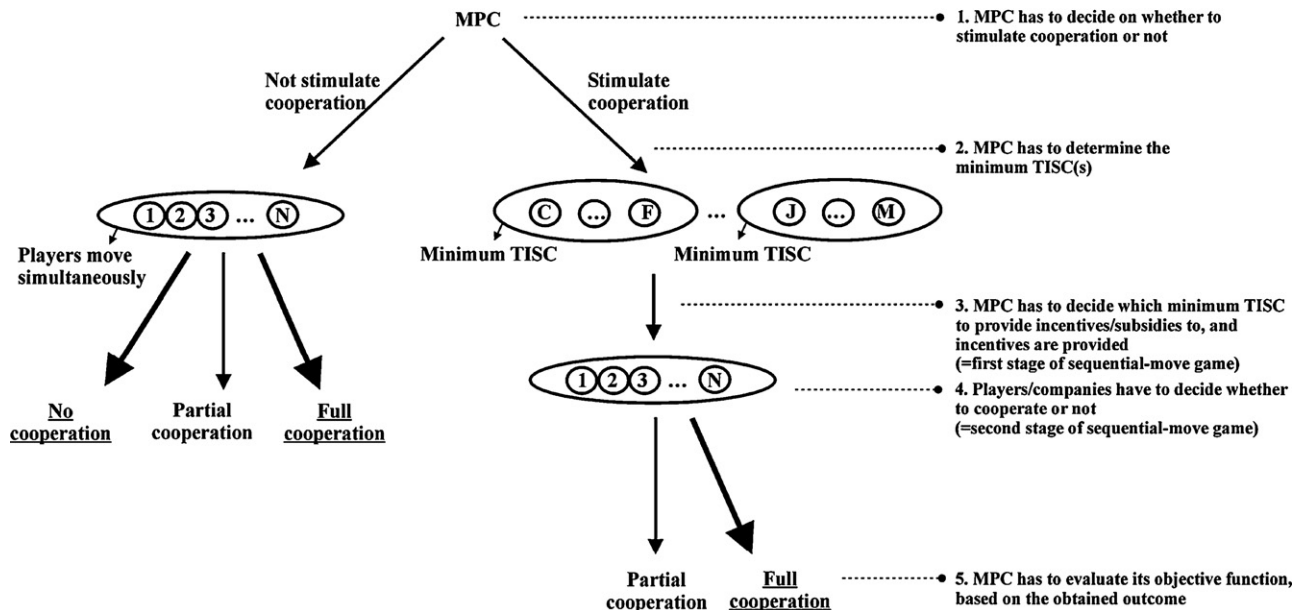 MPC
1. MPC has to decide on whether to
stimulate cooperation or not
Not stimulate
cooperation
Stimulate
cooperation
2. MPC has to determine the
minimum TISC(s)
1 2 3 ... N
C ... F ... J ... M
Players move
simultaneously
Minimum TISC
Minimum TISC
3. MPC has to decide which minimum TISC
to provide incentives/subsidies to, and
incentives are provided
(=first stage of sequential-move game)
1 2 3 ... N
4. Players/companies have to decide whether
to cooperate or not
(=second stage of sequential-move game)
No
cooperation
Partial
cooperation
Full
cooperation
Partial
cooperation
Full
cooperation
5. MPC has to evaluate its objective function,
based on the obtained outcome